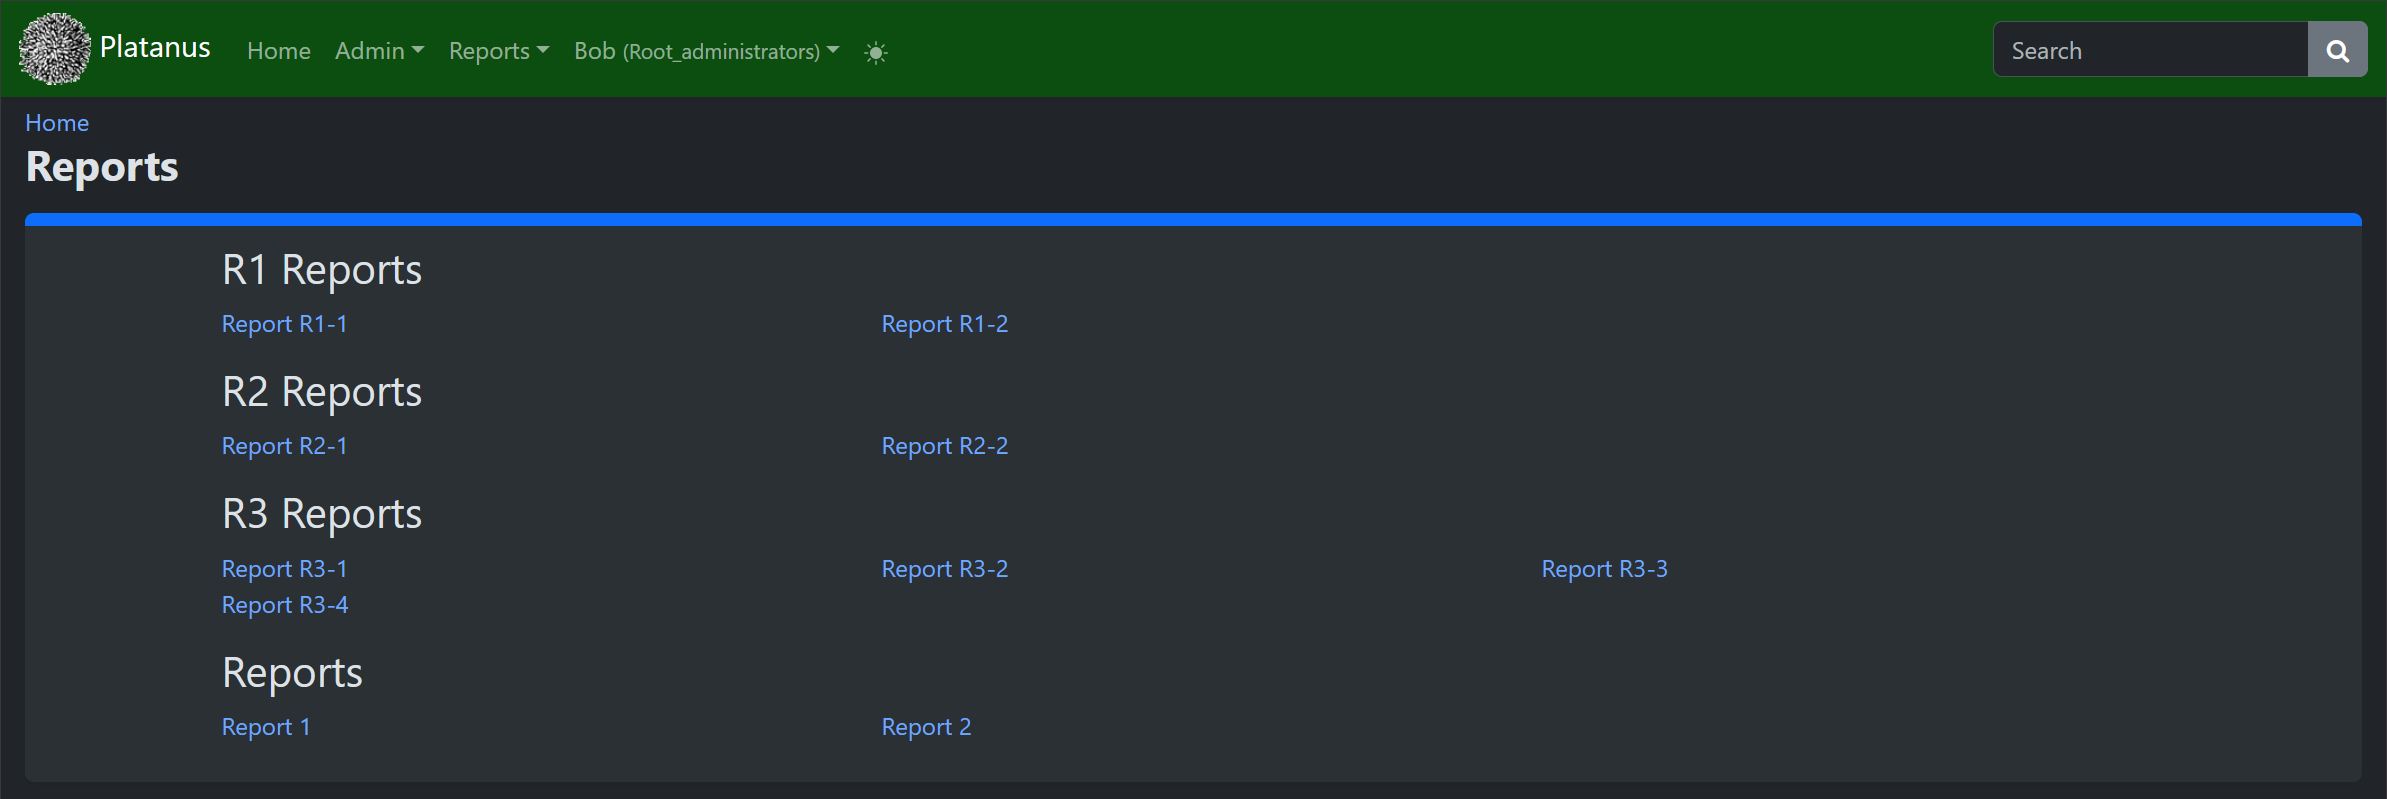 Platanus Home Admin Reports Bob (Root_administrators) Search
Home
Reports
R1 Reports
Report R1-1 Report R1-2
R2 Reports
Report R2-1 Report R2-2
R3 Reports
Report R3-1 Report R3-2 Report R3-3
Report R3-4
Reports
Report 1 Report 2